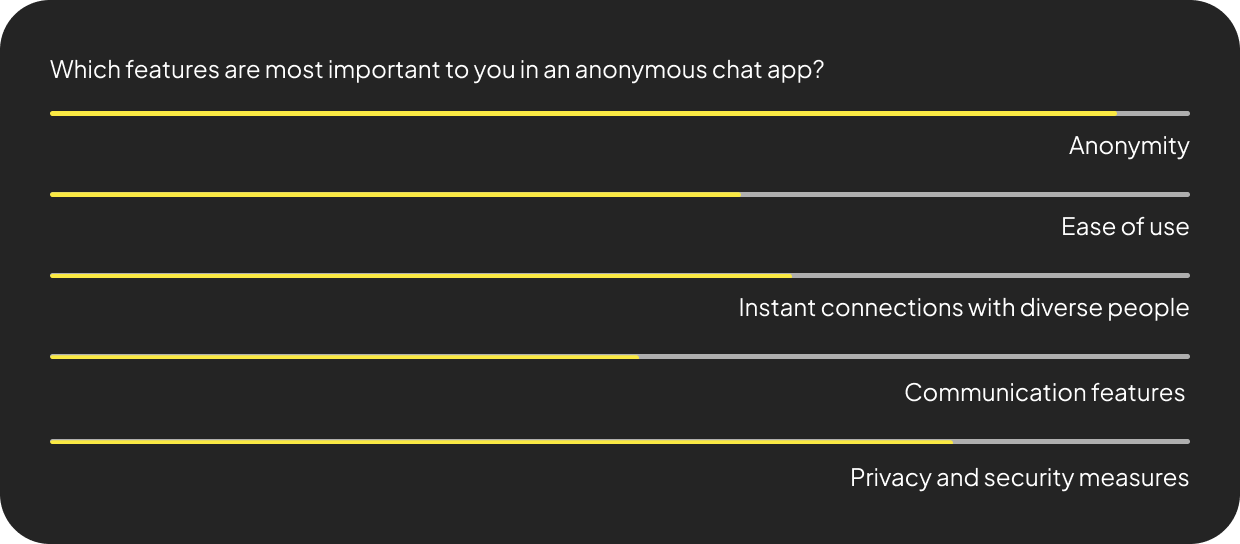 Which features are most important to you in an anonymous chat app?
Anonymity
Ease of use
Instant connections with diverse people
Communication features
Privacy and security measures